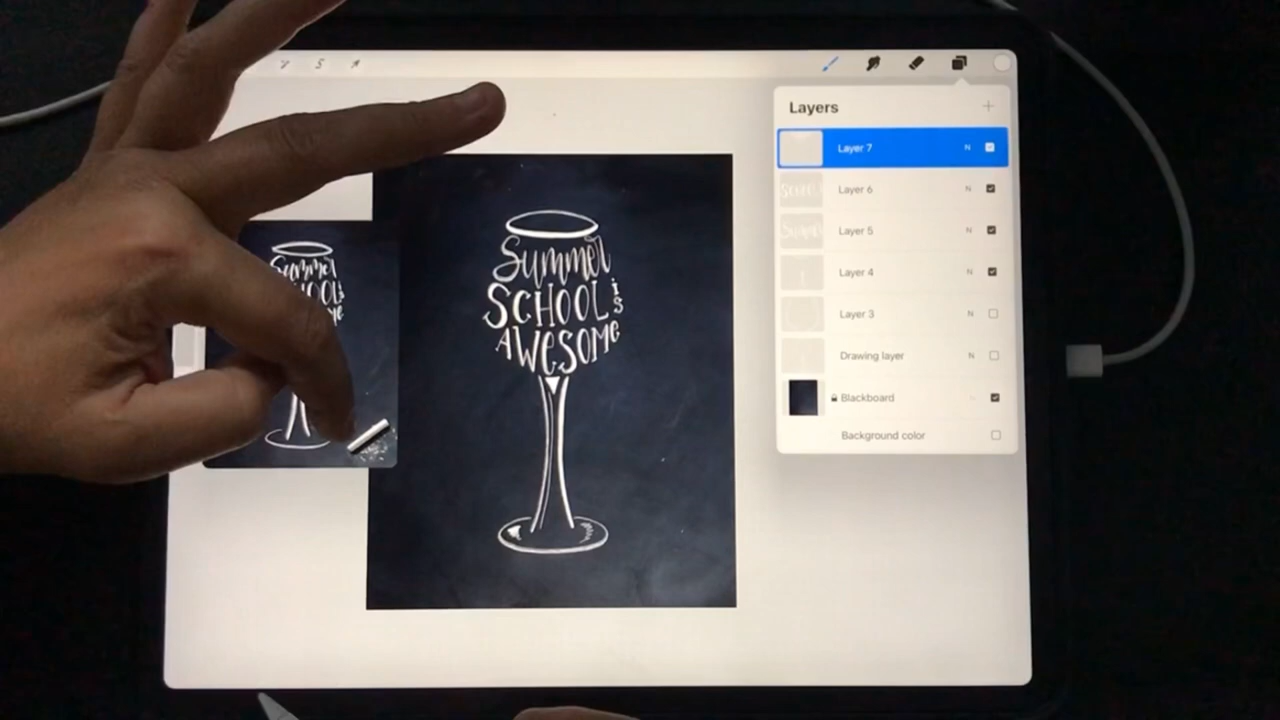 Layers
Layer 7 N
Layer 6 N
Layer 5 N
Layer 4 N
Layer 3 N
Drawing layer N
Blackboard
Background color
Summer
SCHOOL is
AWESOME
Summer